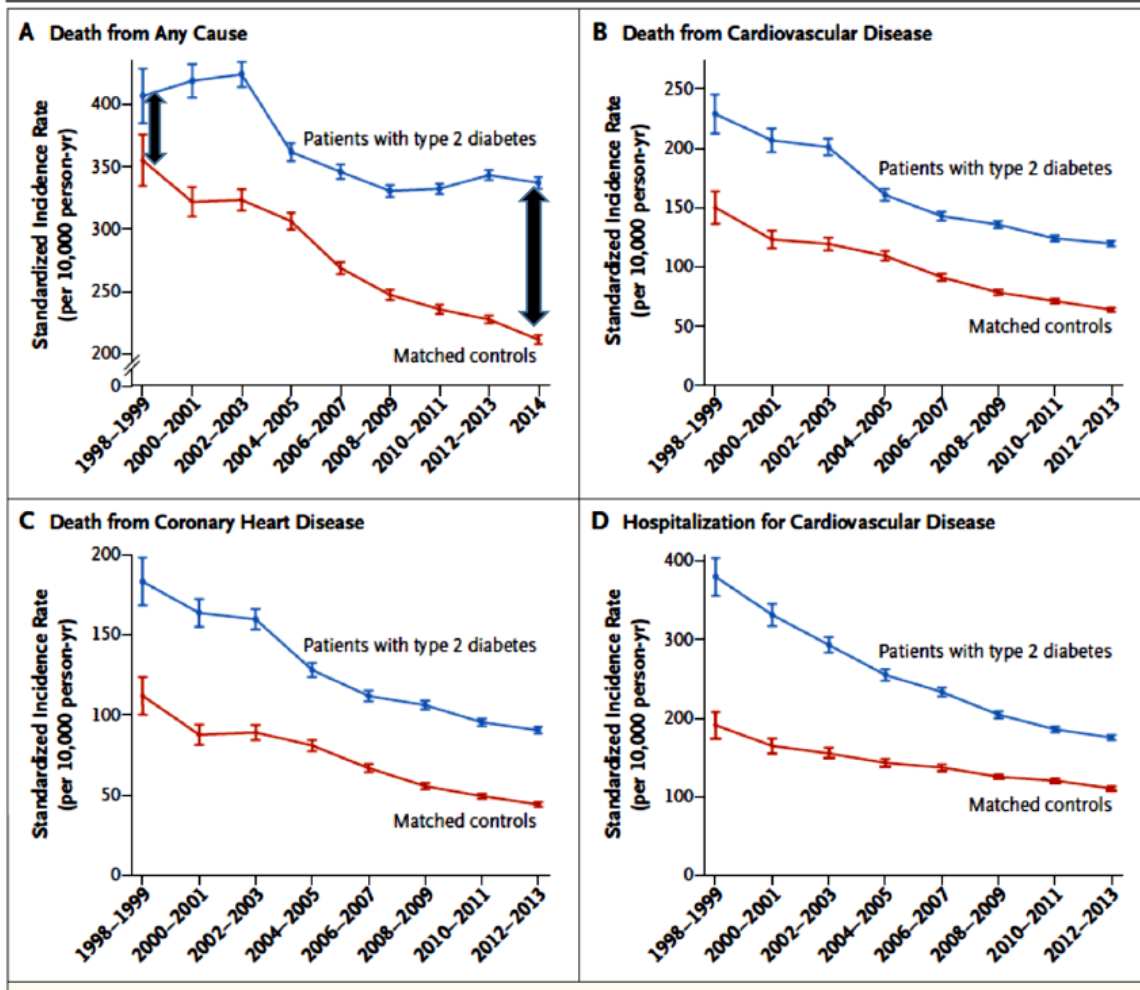 A Death from Any Cause
Standardized Incidence Rate
(per 10,000 person-yr)
400
350
300
250
200
0
Patients with type 2 diabetes
Matched controls
1998–1999
2000–2001
2002–2003
2004–2005
2006–2007
2008–2009
2010–2011
2012–2013
2014
B Death from Cardiovascular Disease
Standardized Incidence Rate
(per 10,000 person-yr)
250
200
150
100
50
0
Patients with type 2 diabetes
Matched controls
1998–1999
2000–2001
2002–2003
2004–2005
2006–2007
2008–2009
2010–2011
2012–2013
C Death from Coronary Heart Disease
Standardized Incidence Rate
(per 10,000 person-yr)
200
150
100
50
0
Patients with type 2 diabetes
Matched controls
1998–1999
2000–2001
2002–2003
2004–2005
2006–2007
2008–2009
2010–2011
2012–2013
D Hospitalization for Cardiovascular Disease
Standardized Incidence Rate
(per 10,000 person-yr)
400
300
200
100
0
Patients with type 2 diabetes
Matched controls
1998–1999
2000–2001
2002–2003
2004–2005
2006–2007
2008–2009
2010–2011
2012–2013